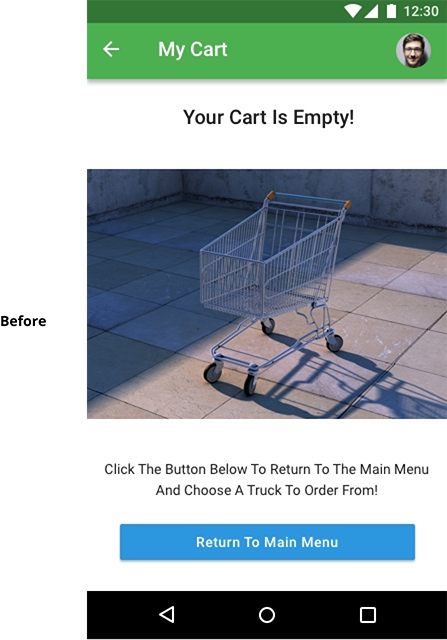 12:30
My Cart
Your Cart Is Empty!
Before
Click The Button Below To Return To The Main Menu
And Choose A Truck To Order From!
Return To Main Menu